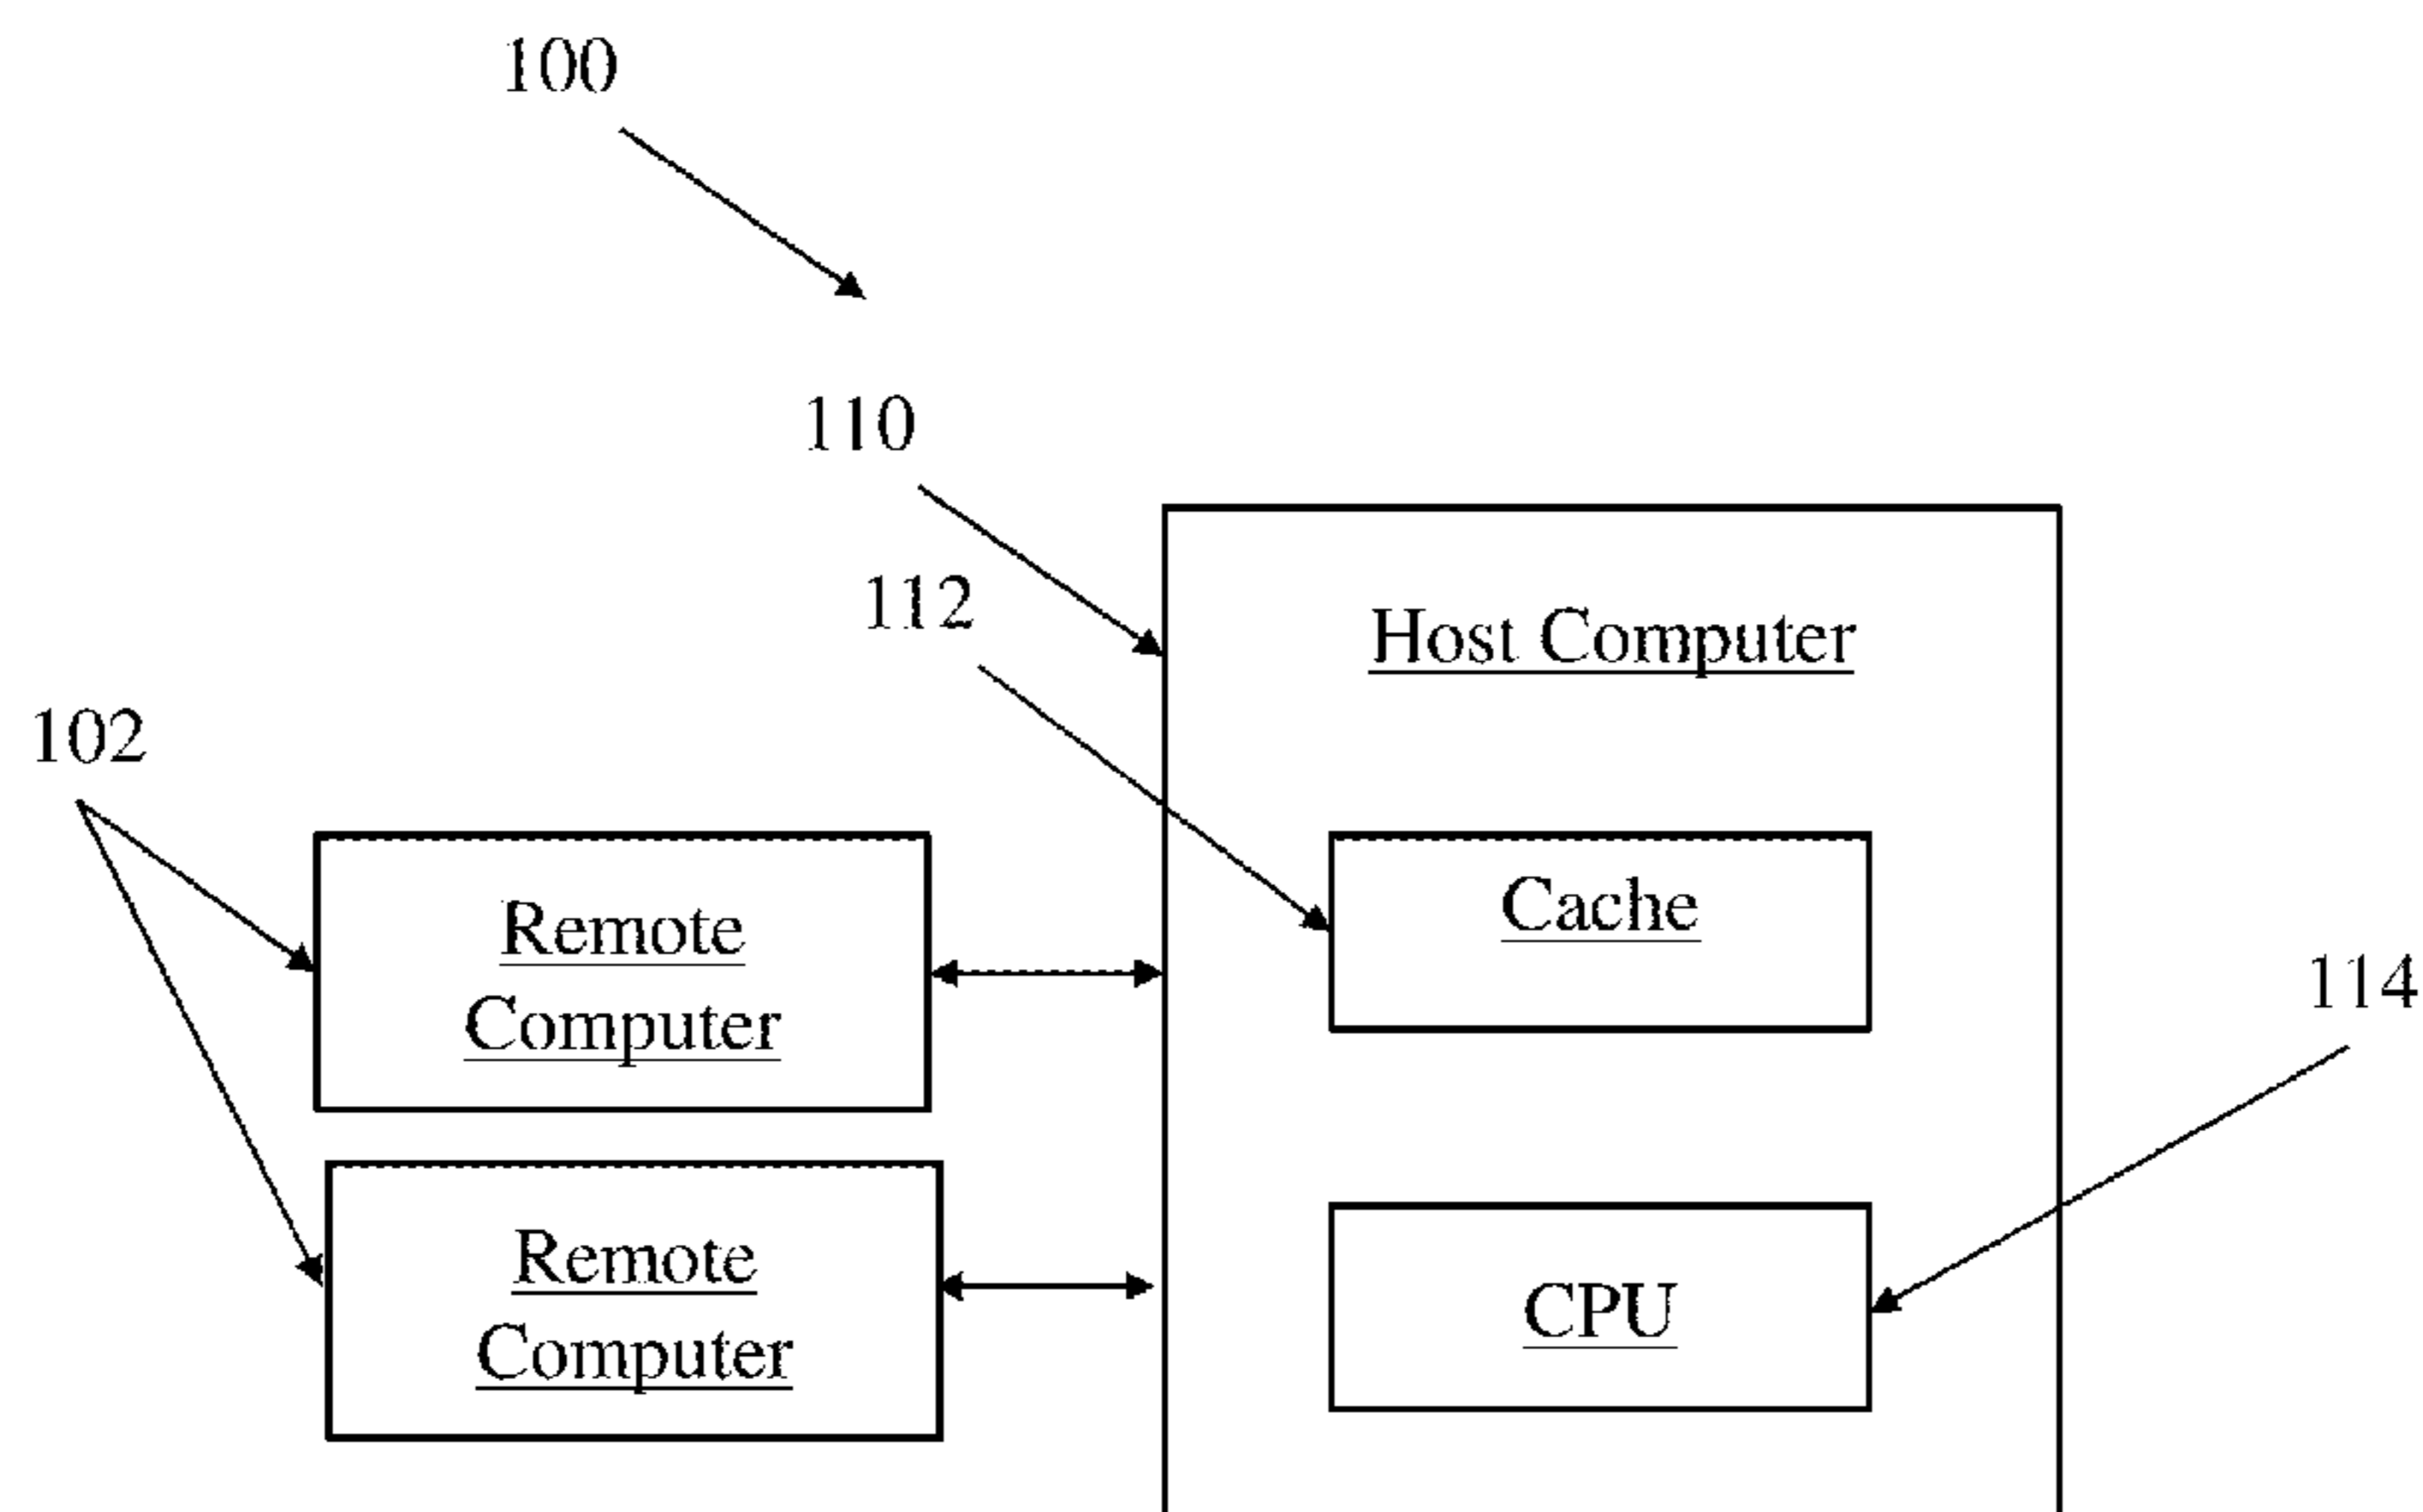 100
110
112
Host Computer
102
Remote
Computer
Cache
114
Remote
Computer
CPU